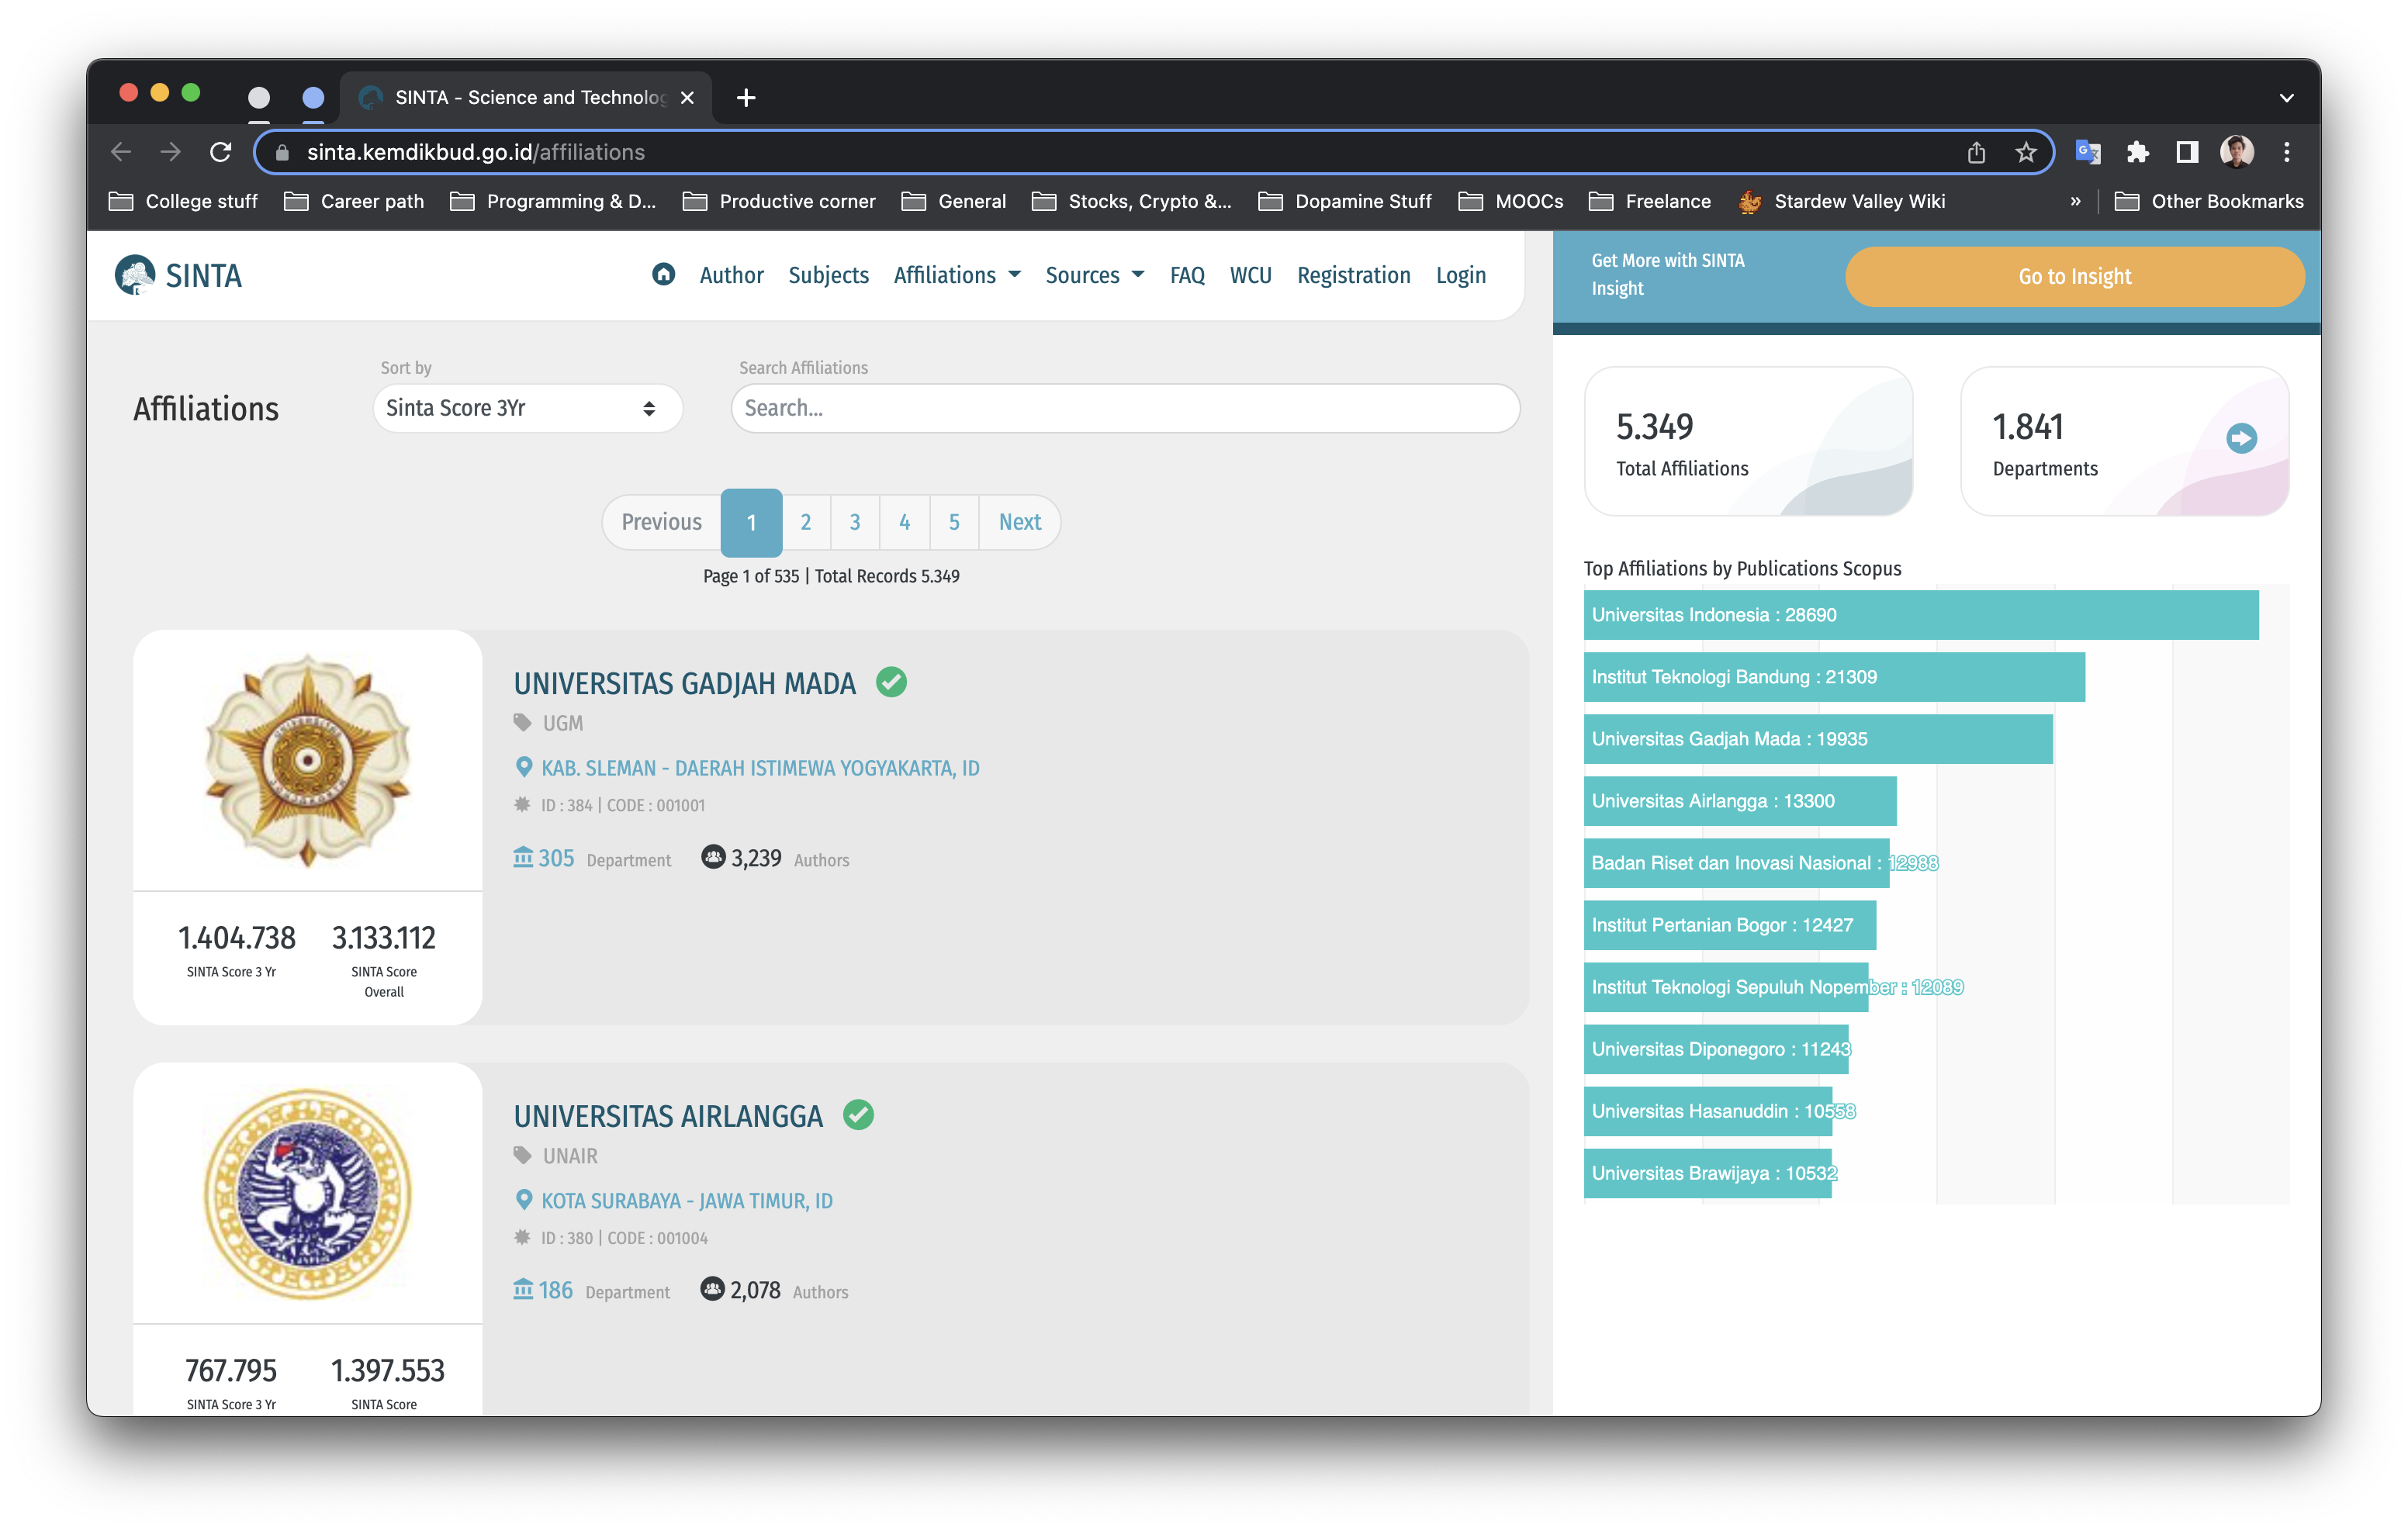 SINTA - Science and Technolog
sinta.kemdikbud.go.id/affiliations
College stuff Career path Programming & D... Productive corner General Stocks, Crypto &... Dopamine Stuff MOOCs Freelance Stardew Valley Wiki » Other Bookmarks
SINTA Author Subjects Affiliations Sources FAQ WCU Registration Login
Get More with SINTA
Insight
Go to Insight
Sort by
Search Affiliations
Affiliations
Sinta Score 3Yr
Search...
Previous 1 2 3 4 5 Next
Page 1 of 535 | Total Records 5.349
UNIVERSITAS GADJAH MADA
UGM
KAB. SLEMAN - DAERAH ISTIMEWA YOGYAKARTA, ID
ID : 384 | CODE : 001001
305 Department 3,239 Authors
1.404.738 3.133.112
SINTA Score 3 Yr SINTA Score
Overall
UNIVERSITAS AIRLANGGA
UNAIR
KOTA SURABAYA - JAWA TIMUR, ID
ID : 380 | CODE : 001004
186 Department 2,078 Authors
767.795 1.397.553
SINTA Score 3 Yr SINTA Score
5.349
Total Affiliations
1.841
Departments
Top Affiliations by Publications Scopus
Universitas Indonesia : 28690
Institut Teknologi Bandung : 21309
Universitas Gadjah Mada : 19935
Universitas Airlangga : 13300
Badan Riset dan Inovasi Nasional : 12988
Institut Pertanian Bogor : 12427
Institut Teknologi Sepuluh Nopember : 12089
Universitas Diponegoro : 11243
Universitas Hasanuddin : 10558
Universitas Brawijaya : 10532